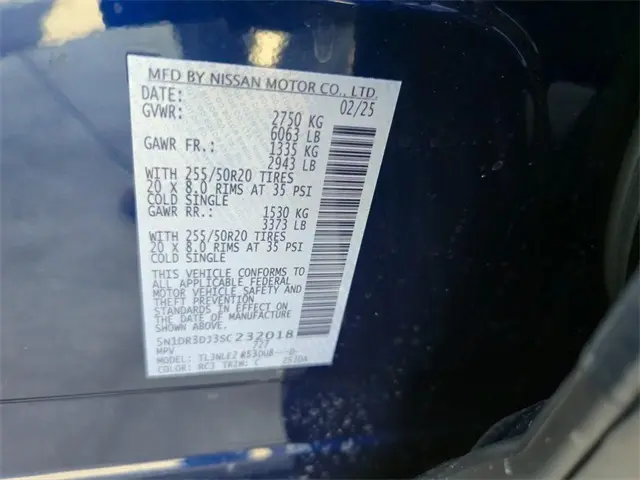 MFD BY NISSAN MOTOR CO., LTD.
DATE: 02/25
GVWR: 2750 KG
6063 LB
GAWR FR.: 1335 KG
2943 LB
WITH 255/50R20 TIRES
20 X 8.0 RIMS AT 35 PSI
COLD SINGLE
GAWR RR.: 1530 KG
3373 LB
WITH 255/50R20 TIRES
20 X 8.0 RIMS AT 35 PSI
COLD SINGLE
THIS VEHICLE CONFORMS TO
ALL APPLICABLE FEDERAL
MOTOR VEHICLE SAFETY AND
THEFT PREVENTION
STANDARDS IN EFFECT ON
THE DATE OF MANUFACTURE
SHOWN ABOVE.
5N1DR3DJ3SC232018
MPV
MODEL:
COLOR: RC3 TRIM: C